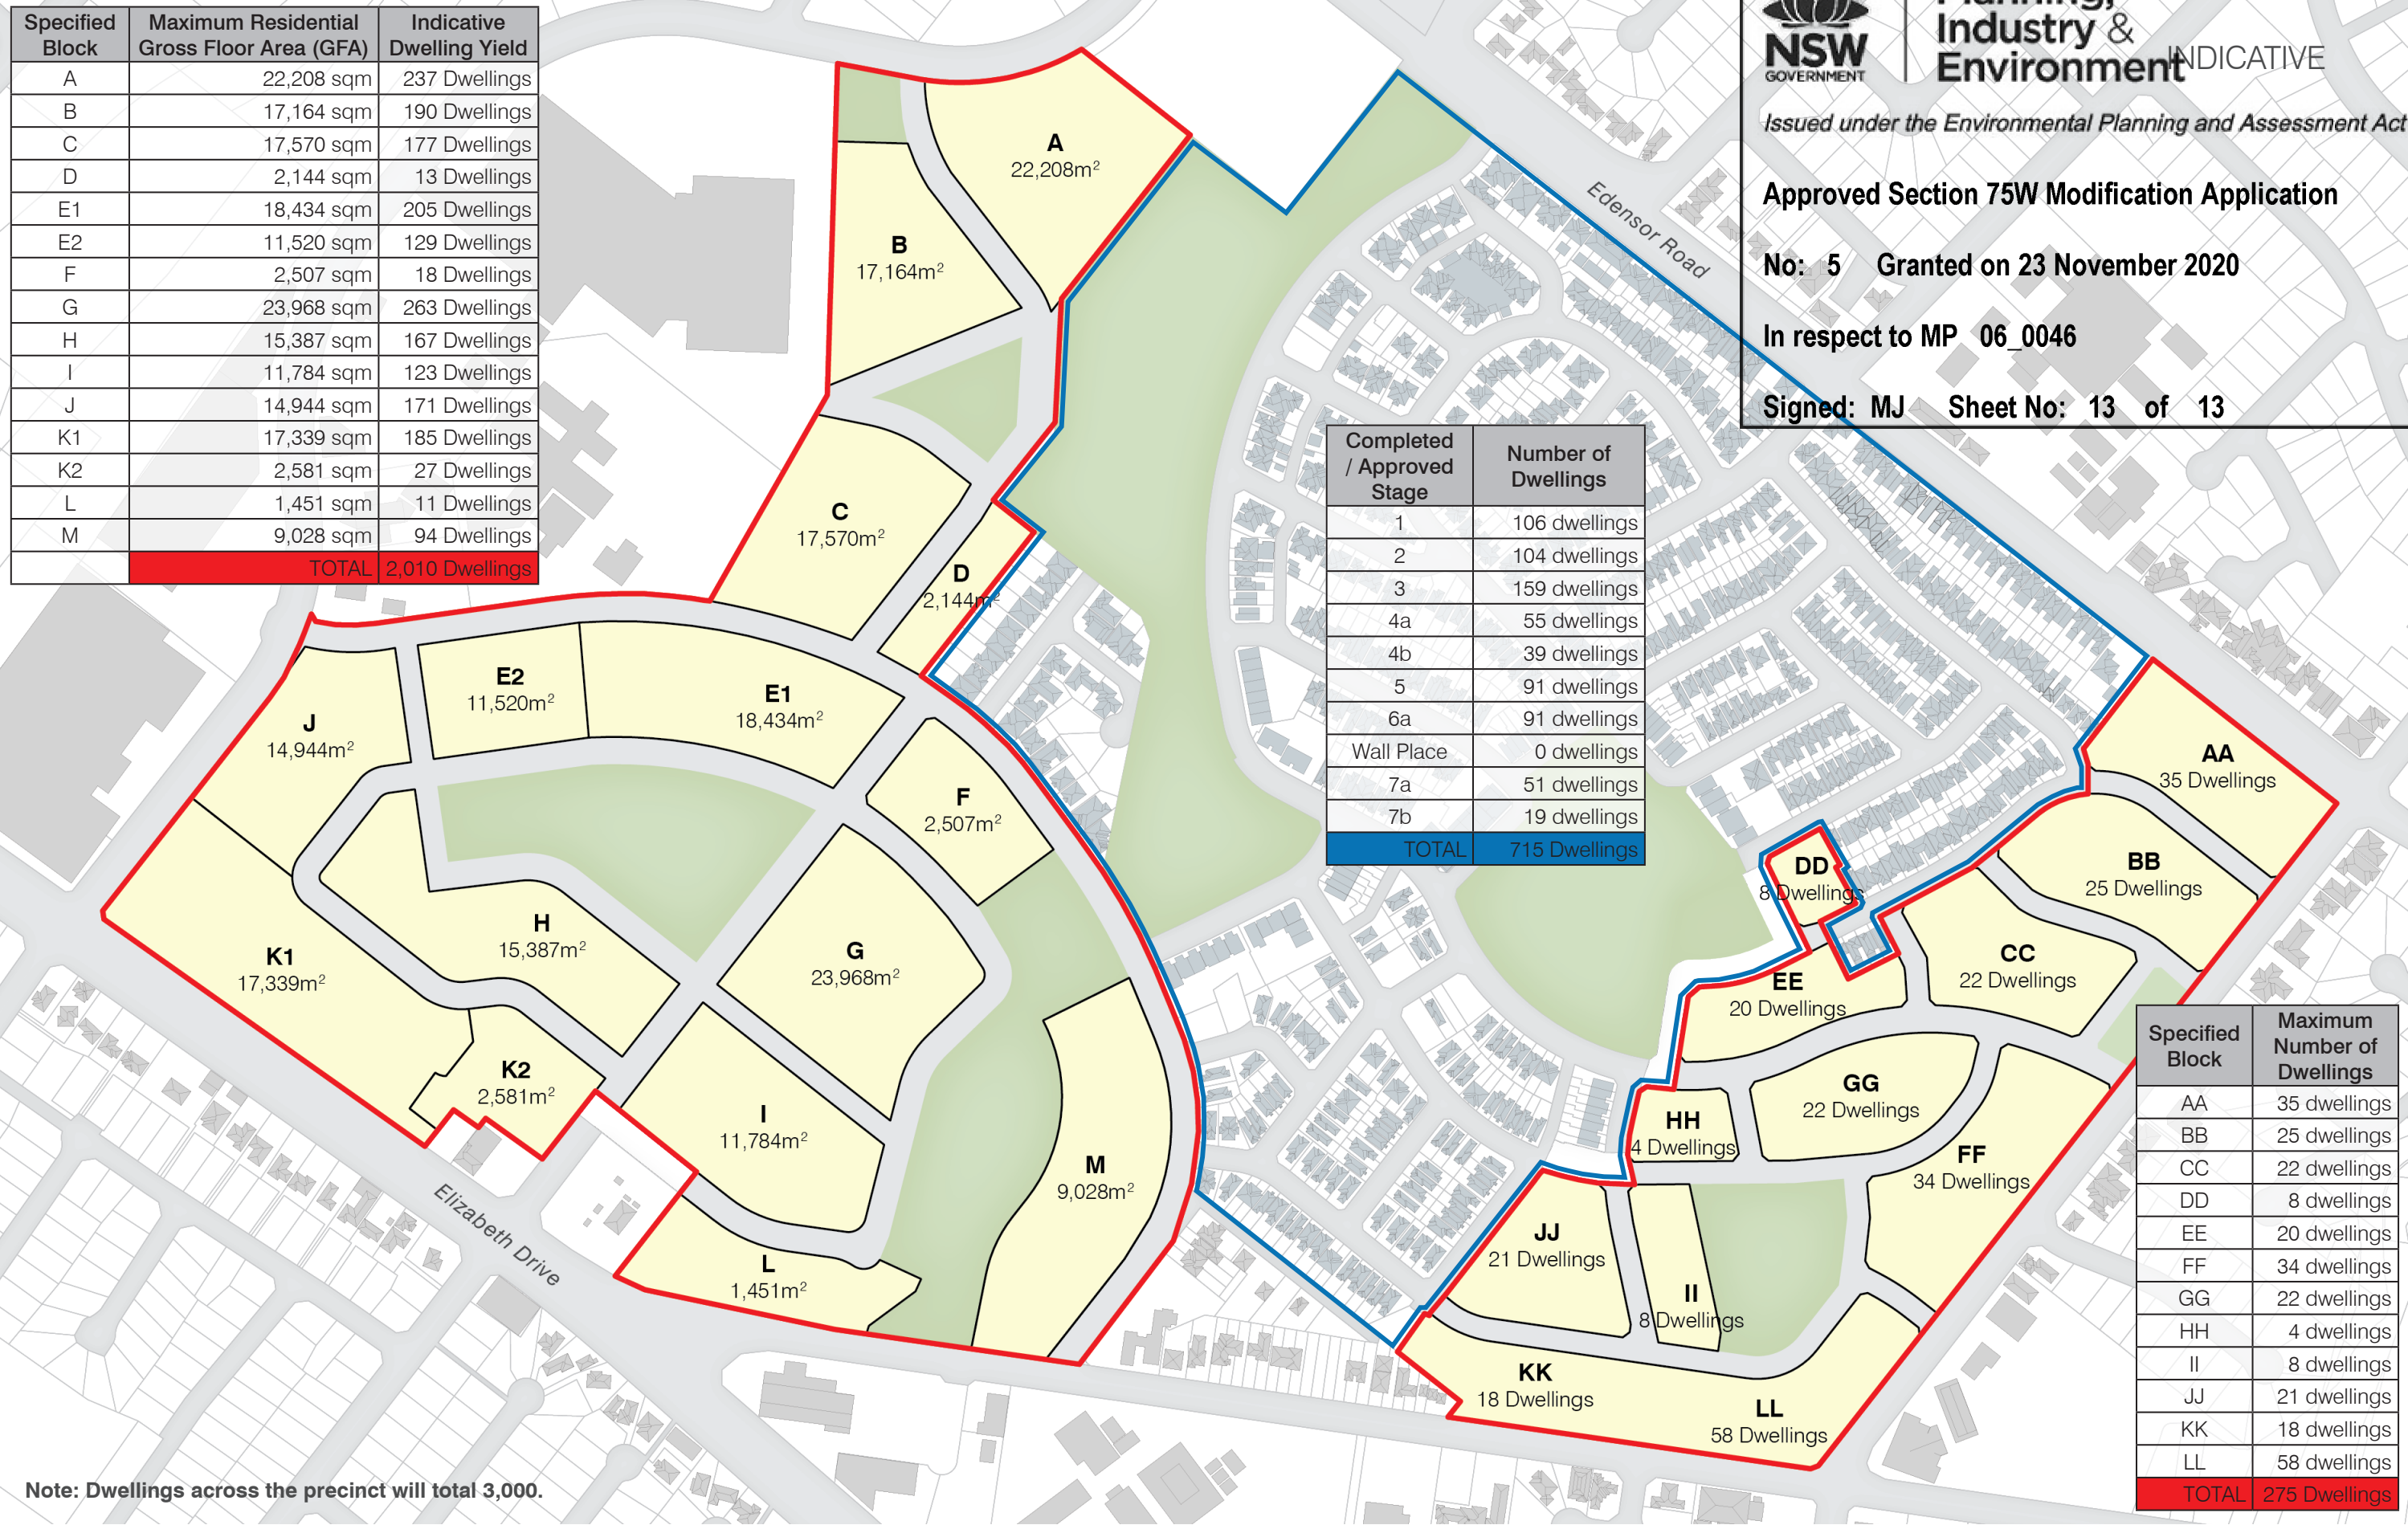 Specified Block | Maximum Residential Gross Floor Area (GFA) | Indicative Dwelling Yield
A | 22,208 sqm | 237 Dwellings
B | 17,164 sqm | 190 Dwellings
C | 17,570 sqm | 177 Dwellings
D | 2,144 sqm | 13 Dwellings
E1 | 18,434 sqm | 205 Dwellings
E2 | 11,520 sqm | 129 Dwellings
F | 2,507 sqm | 18 Dwellings
G | 23,968 sqm | 263 Dwellings
H | 15,387 sqm | 167 Dwellings
I | 11,784 sqm | 123 Dwellings
J | 14,944 sqm | 171 Dwellings
K1 | 17,339 sqm | 185 Dwellings
K2 | 2,581 sqm | 27 Dwellings
L | 1,451 sqm | 11 Dwellings
M | 9,028 sqm | 94 Dwellings
TOTAL | 2,010 Dwellings
NSW
GOVERNMENT
Planning,
Industry &
Environment
INDICATIVE
Issued under the Environmental Planning and Assessment Act
Approved Section 75W Modification Application
No: 5 Granted on 23 November 2020
In respect to MP 06_0046
Signed: MJ Sheet No: 13 of 13
Edensor Road
A
22,208m²
B
17,164m²
C
17,570m²
D
2,144m²
E2
11,520m²
E1
18,434m²
J
14,944m²
F
2,507m²
H
15,387m²
G
23,968m²
K1
17,339m²
K2
2,581m²
I
11,784m²
M
9,028m²
L
1,451m²
Elizabeth Drive
Completed / Approved Stage | Number of Dwellings
1 | 106 dwellings
2 | 104 dwellings
3 | 159 dwellings
4a | 55 dwellings
4b | 39 dwellings
5 | 91 dwellings
6a | 91 dwellings
Wall Place | 0 dwellings
7a | 51 dwellings
7b | 19 dwellings
TOTAL | 715 Dwellings
AA
35 Dwellings
BB
25 Dwellings
DD
8 Dwellings
CC
22 Dwellings
EE
20 Dwellings
GG
22 Dwellings
HH
4 Dwellings
FF
34 Dwellings
JJ
21 Dwellings
II
8 Dwellings
KK
18 Dwellings
LL
58 Dwellings
Specified Block | Maximum Number of Dwellings
AA | 35 dwellings
BB | 25 dwellings
CC | 22 dwellings
DD | 8 dwellings
EE | 20 dwellings
FF | 34 dwellings
GG | 22 dwellings
HH | 4 dwellings
II | 8 dwellings
JJ | 21 dwellings
KK | 18 dwellings
LL | 58 dwellings
TOTAL | 275 Dwellings
Note: Dwellings across the precinct will total 3,000.